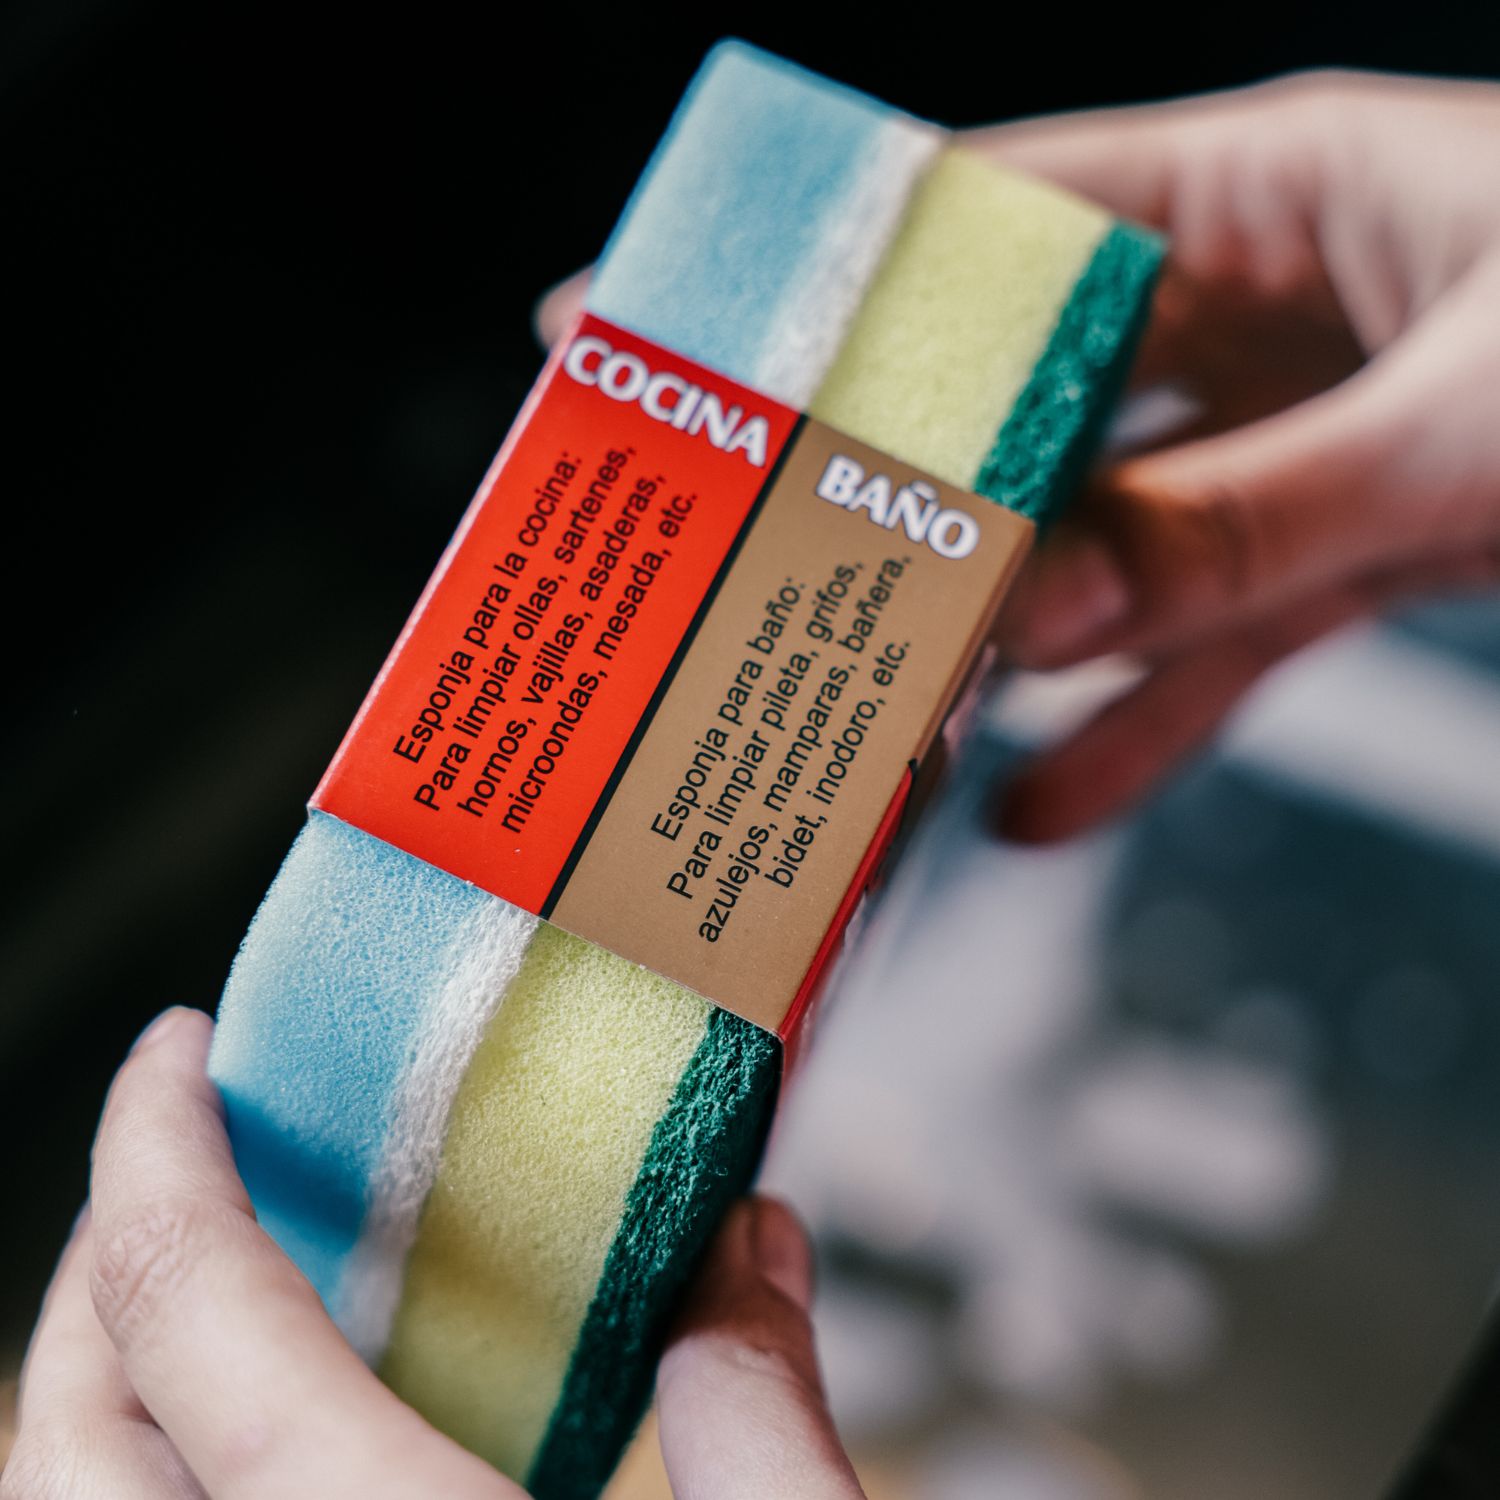 COCINA
Esponja para la cocina:
Para limpiar ollas, sartenes,
hornos, vajillas, asaderas,
microondas, mesada, etc.
BAÑO
Esponja para baño:
Para limpiar pileta, grifos,
azulejos, mamparas, bañera,
bidet, inodoro, etc.